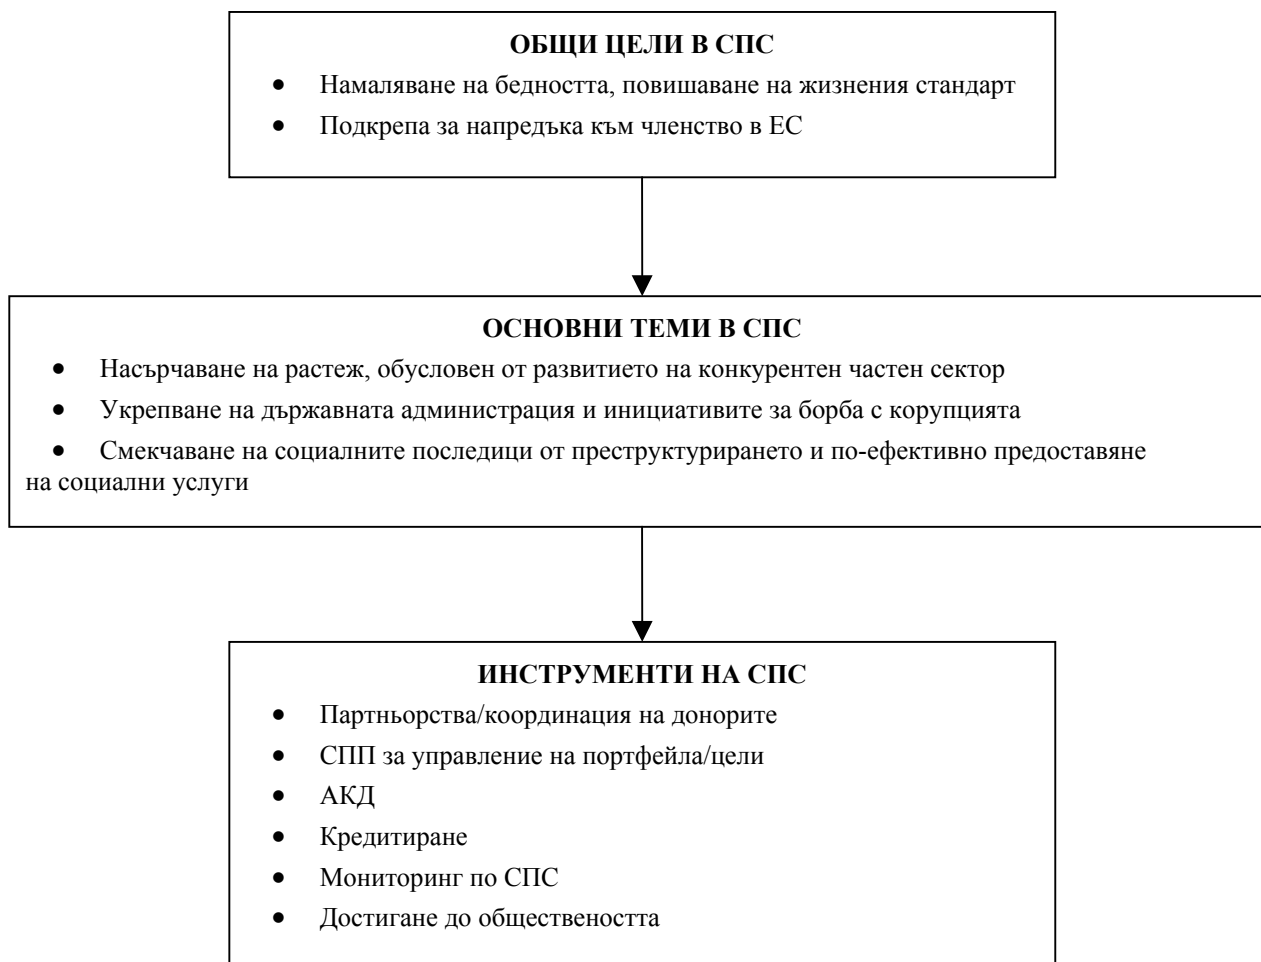 ОБЩИ ЦЕЛИ В СПС
• Намаляване на бедността, повишаване на жизнения стандарт
• Подкрепа за напредъка към членство в ЕС
ОСНОВНИ ТЕМИ В СПС
• Насърчаване на растеж, обусловен от развитието на конкурентен частен сектор
• Укрепване на държавната администрация и инициативите за борба с корупцията
• Смекчаване на социалните последици от преструктурирането и по-ефективно предоставяне
на социални услуги
ИНСТРУМЕНТИ НА СПС
• Партньорства/координация на донорите
• СПП за управление на портфейла/цели
• АКД
• Кредитиране
• Мониторинг по СПС
• Достигане до обществеността